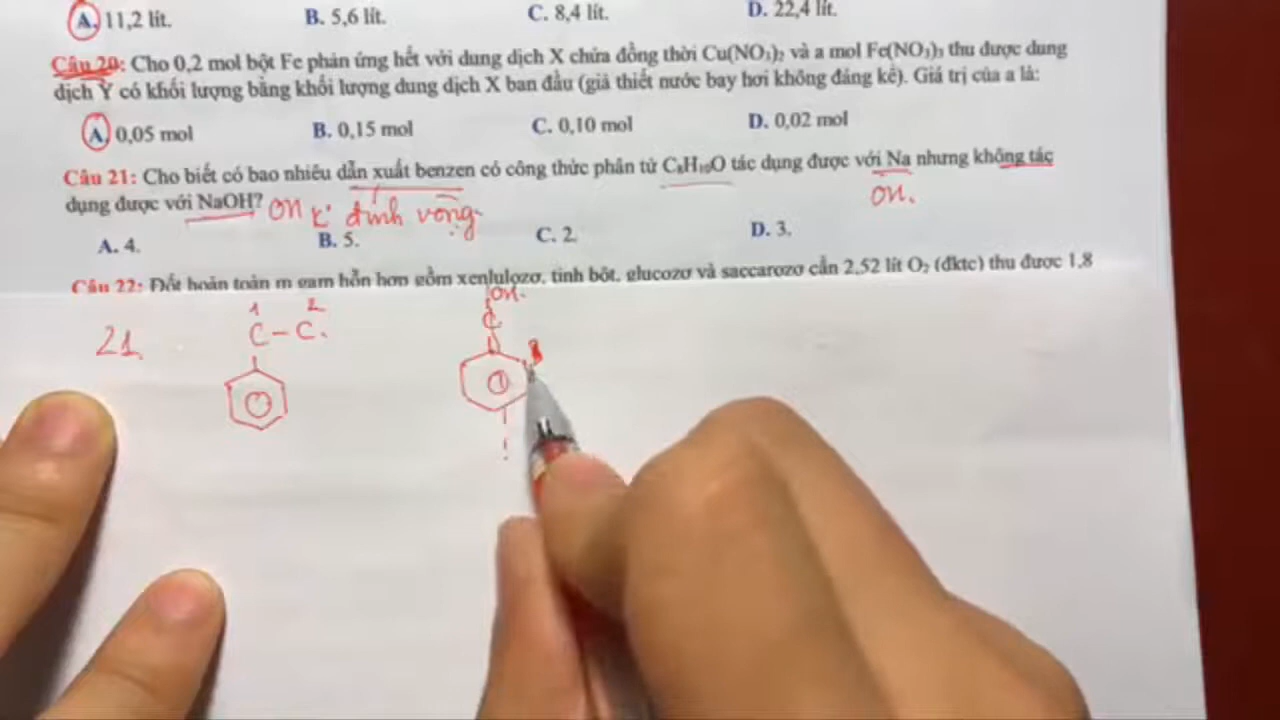 A. 11,2 lít. B. 5,6 lít. C. 8,4 lít. D. 22,4 lít.
Câu 20: Cho 0,2 mol bột Fe phản ứng hết với dung dịch X chứa đồng thời Cu(NO₃)₂ và a mol Fe(NO₃)₃ thu được dung
dịch Y có khối lượng bằng khối lượng dung dịch X ban đầu (giả thiết nước bay hơi không đáng kể). Giá trị của a là:
A. 0,05 mol B. 0,15 mol C. 0,10 mol D. 0,02 mol
Câu 21: Cho biết có bao nhiêu dẫn xuất benzen có công thức phân tử C₈H₁₀O tác dụng được với Na nhưng không tác
dụng được với NaOH? OH k' đính vòng. OH.
A. 4. B. 5. C. 2. D. 3.
Câu 22: Đốt hoàn toàn m gam hỗn hợp gồm xenlulozơ, tinh bột, glucozơ và saccarozơ cần 2,52 lít O₂ (đktc) thu được 1,8
OH.
1 2
21 C-C. C